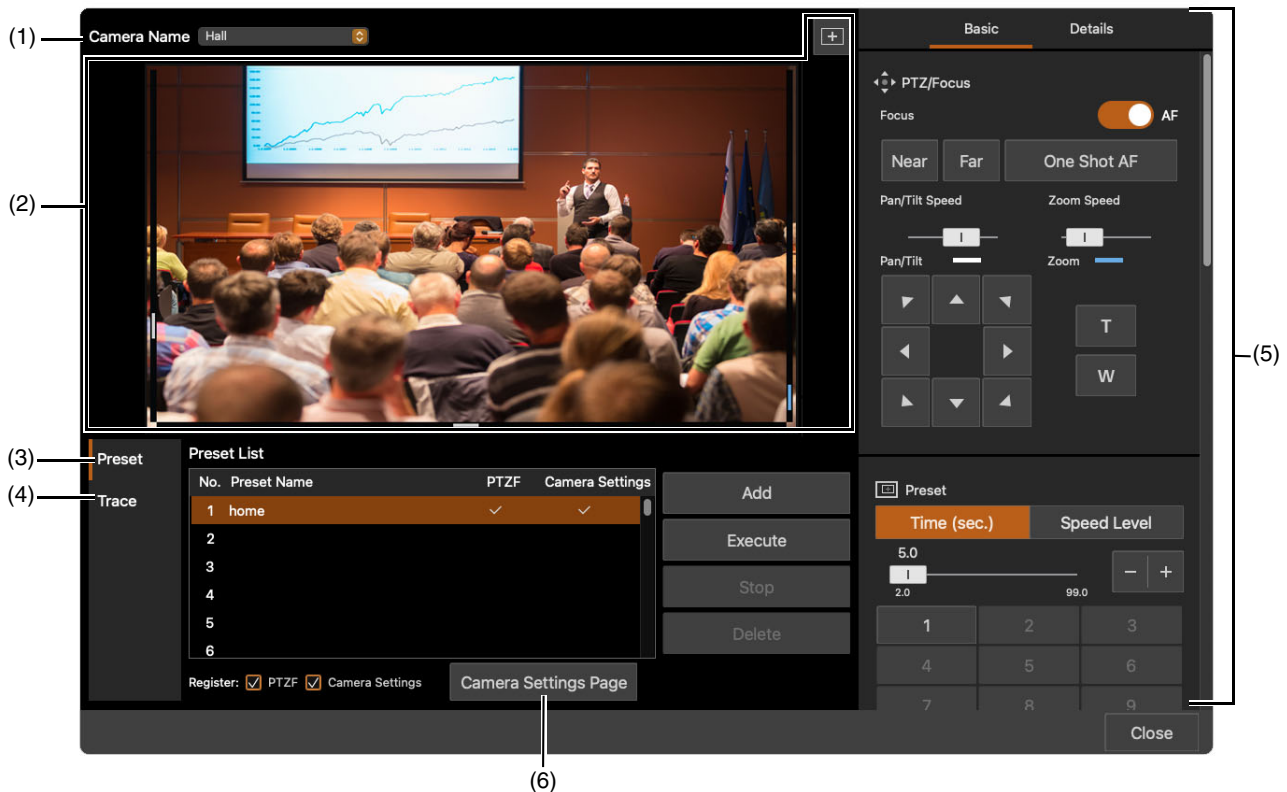 (1)
Camera Name Hall
Basic Details
(2)
PTZ/Focus
Focus AF
Near Far One Shot AF
Pan/Tilt Speed Zoom Speed
Pan/Tilt Zoom
T
W
(5)
(3)
Preset
(4)
Trace
Preset List
No. Preset Name PTZF Camera Settings
1 home
2
3
4
5
6
Add
Execute
Stop
Delete
Register: PTZF Camera Settings
Camera Settings Page
(6)
Preset
Time (sec.) Speed Level
5.0
− +
2.0 99.0
1 2 3
4 5 6
7 8 9
Close